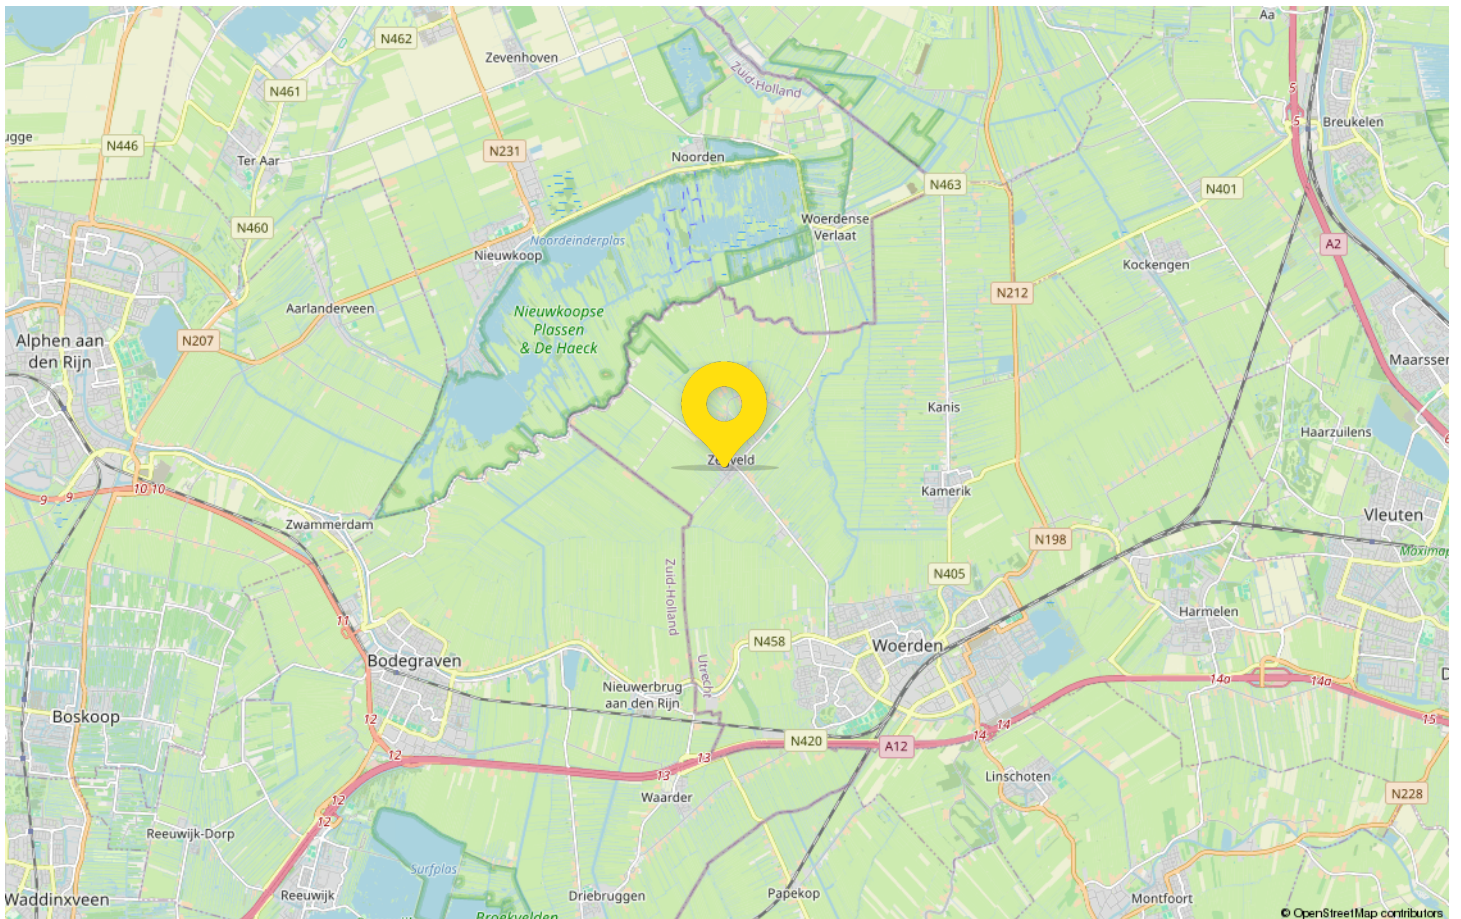 Aa
N462
Zevenhoven
Zuid-Holland
N461
5
5
Breukelen
N446
Ter Aar
N231
Noorden
N463
N401
N460
Woerdense
Verlaat
Noordeinderplas
Nieuwkoop
A2
Kockengen
N212
Aarlanderveen
Nieuwkoopse
Plassen
& De Haeck
Alphen aan
den Rijn
N207
Kanis
Haarzuilens
Kamerik
9
9
10
10
Zwammerdam
N198
Vleuten
N405
Zuid-Holland
Harmelen
11
N458
Woerden
Bodegraven
Utrecht
Nieuwerbrug
aan den Rijn
14a
14a
Boskoop
12
15
14
14
N420
A12
12
13
13
Linschoten
12
Waarder
N228
12
Reeuwijk-Dorp
Surfplas
Waddinxveen
Reeuwijk
Driebruggen
Papekop
Montfoort
© OpenStreetMap contributors